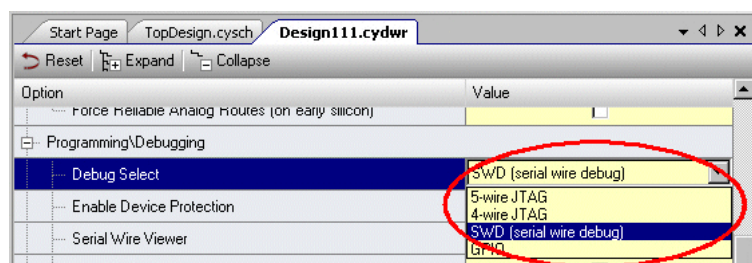 Start Page TopDesign.cysch Design111.cydwr
Reset Expand Collapse
Option Value
Force Reliable Analog Routes (on early silicon)
Programming\Debugging
Debug Select SWD (serial wire debug)
5-wire JTAG
4-wire JTAG
Enable Device Protection
SWD (serial wire debug)
Serial Wire Viewer
GPIO